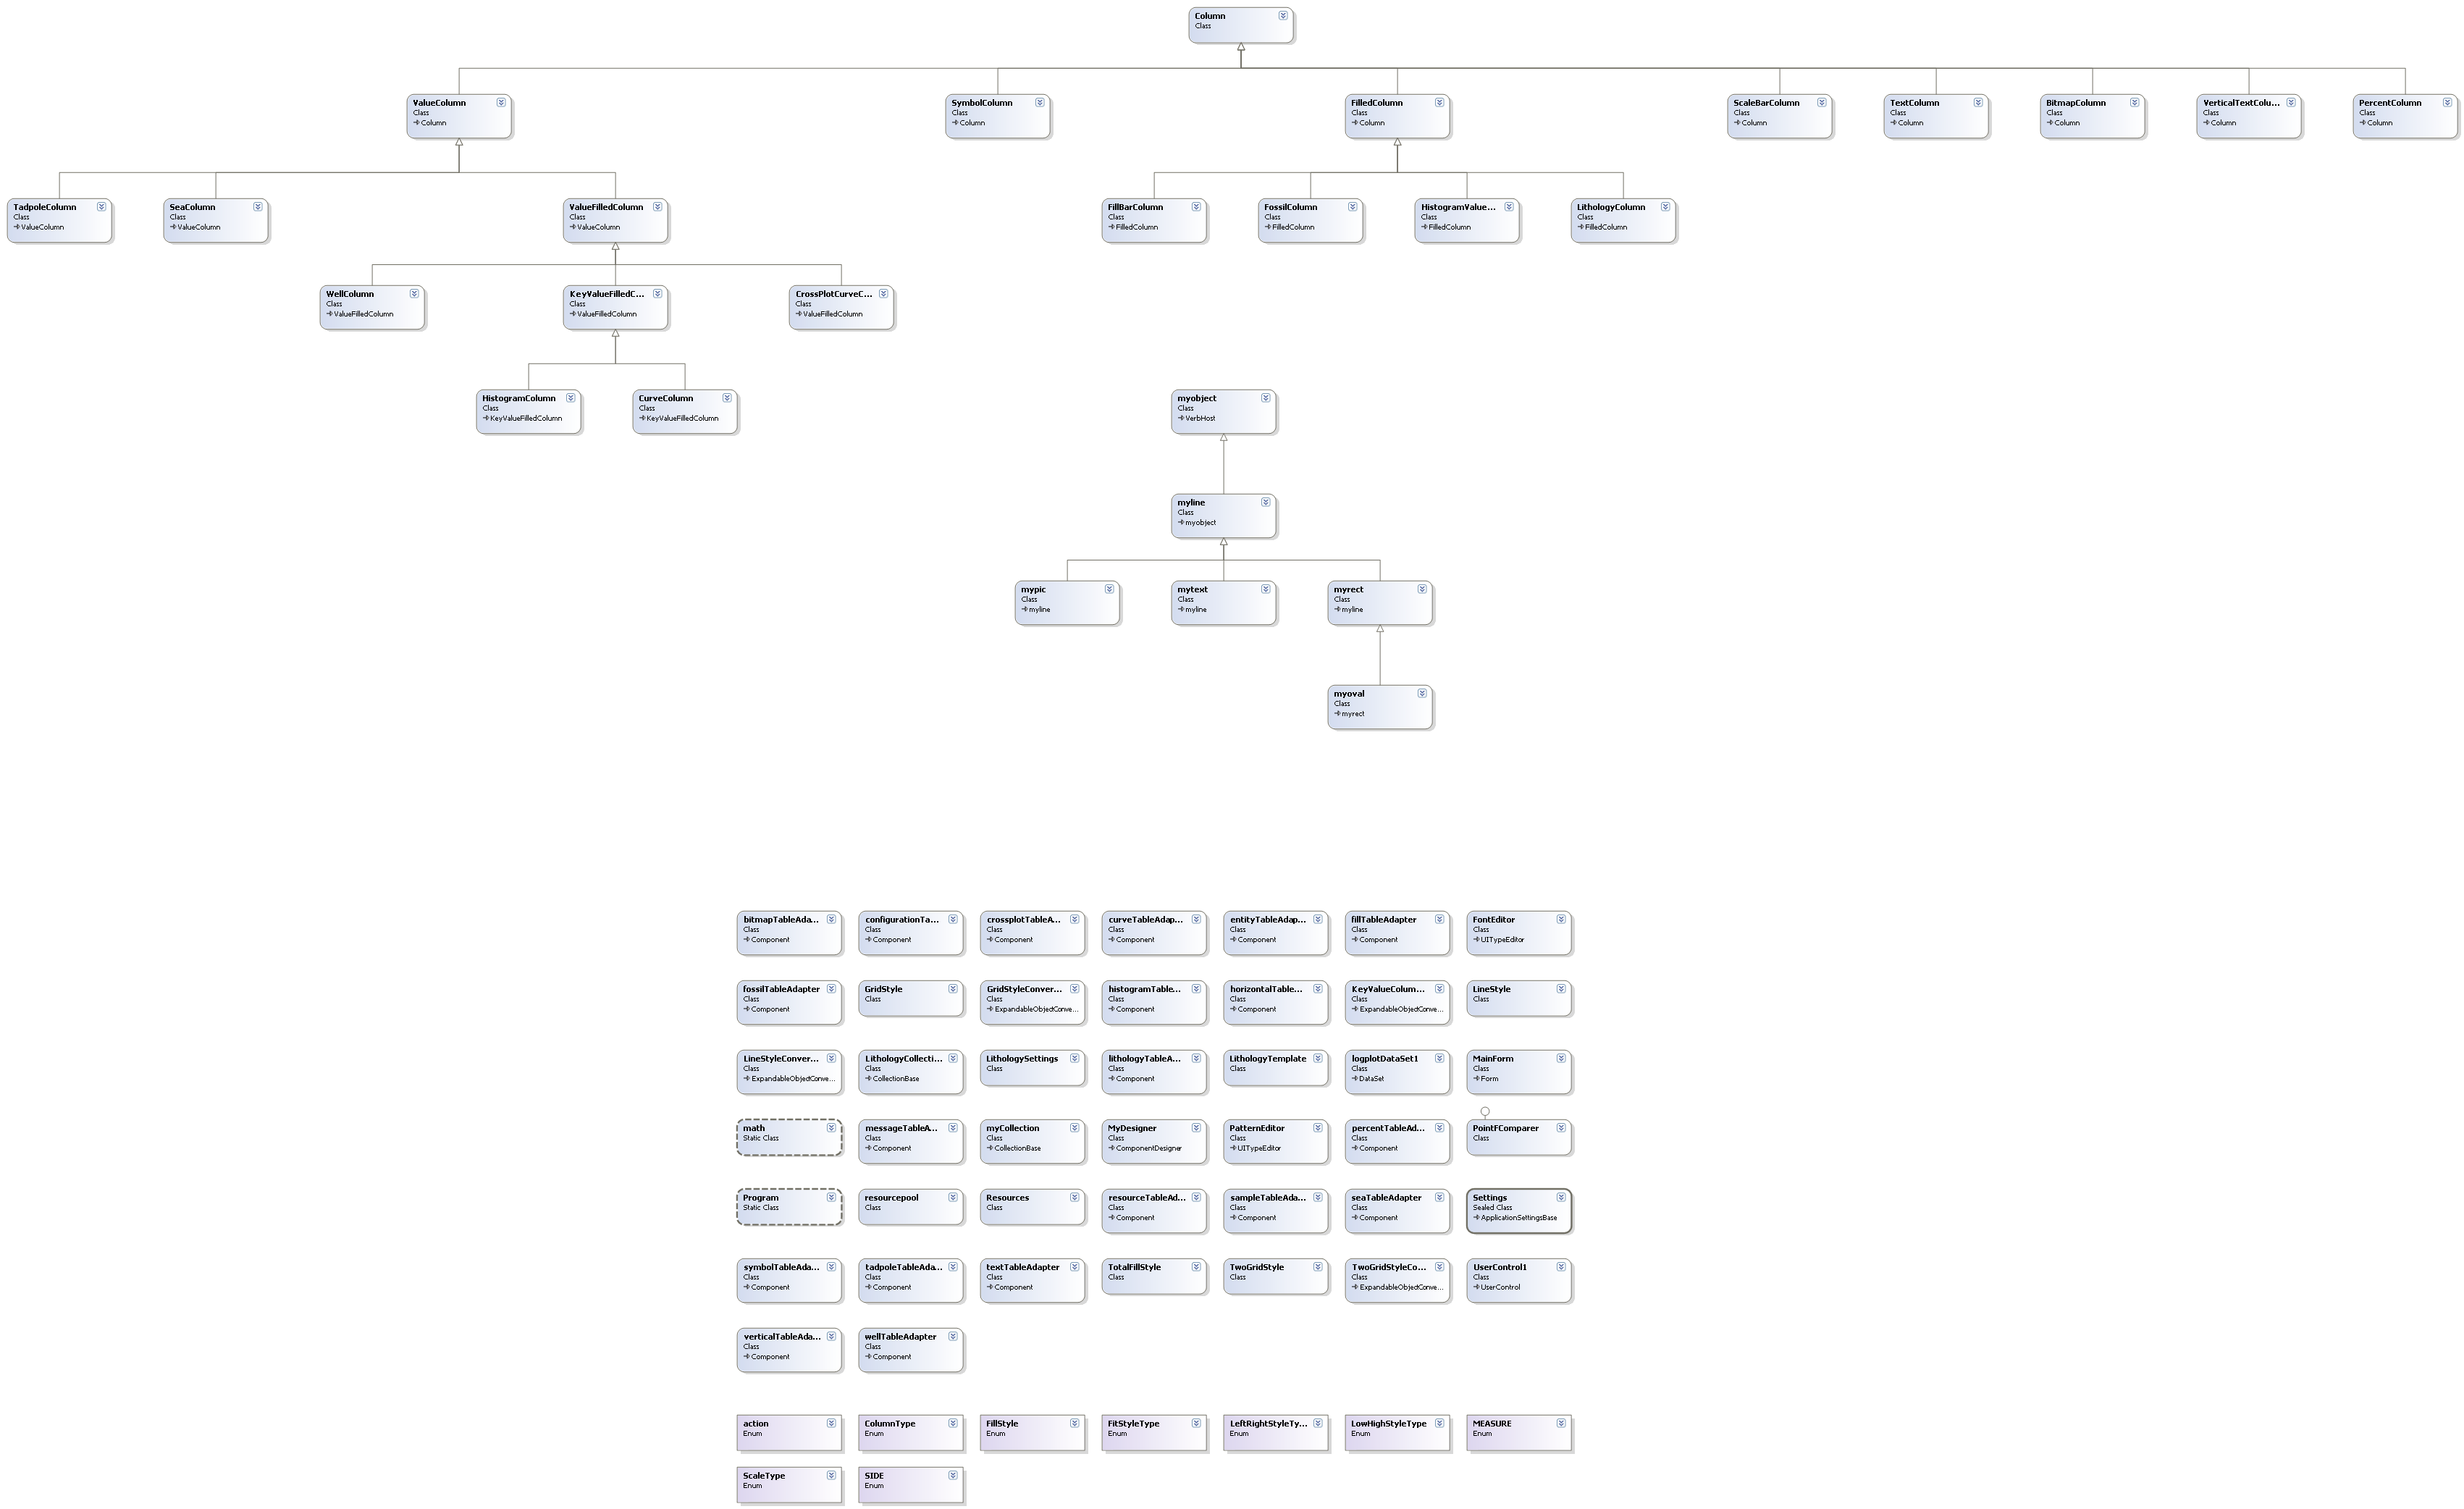 Column
Class
ValueColumn
Class
Column
SymbolColumn
Class
Column
FilledColumn
Class
Column
ScaleBarColumn
Class
Column
TextColumn
Class
Column
BitmapColumn
Class
Column
VerticalTextColu...
Class
Column
PercentColumn
Class
Column
TadpoleColumn
Class
ValueColumn
SeaColumn
Class
ValueColumn
ValueFilledColumn
Class
ValueColumn
FillBarColumn
Class
FilledColumn
FossilColumn
Class
FilledColumn
HistogramValue...
Class
FilledColumn
LithologyColumn
Class
FilledColumn
WellColumn
Class
ValueFilledColumn
KeyValueFilledC...
Class
ValueFilledColumn
CrossPlotCurveC...
Class
ValueFilledColumn
HistogramColumn
Class
KeyValueFilledColumn
CurveColumn
Class
KeyValueFilledColumn
myobject
Class
VerbHost
myline
Class
myobject
mypic
Class
myline
mytext
Class
myline
myrect
Class
myline
myoval
Class
myrect
bitmapTableAda...
Class
Component
configurationTa...
Class
Component
crossplotTableA...
Class
Component
curveTableAdap...
Class
Component
entityTableAdap...
Class
Component
fillTableAdapter
Class
Component
FontEditor
Class
UITypeEditor
fossilTableAdapter
Class
Component
GridStyle
Class
GridStyleConver...
Class
ExpandableObjectConve...
histogramTable...
Class
Component
horizontalTable...
Class
Component
KeyValueColum...
Class
ExpandableObjectConve...
LineStyle
Class
LineStyleConver...
Class
ExpandableObjectConve...
LithologyCollecti...
Class
CollectionBase
LithologySettings
Class
lithologyTableA...
Class
Component
LithologyTemplate
Class
logplotDataSet1
Class
DataSet
MainForm
Class
Form
math
Static Class
messageTableA...
Class
Component
myCollection
Class
CollectionBase
MyDesigner
Class
ComponentDesigner
PatternEditor
Class
UITypeEditor
percentTableAd...
Class
Component
PointFComparer
Class
Program
Static Class
resourcepool
Class
Resources
Class
resourceTableAd...
Class
Component
sampleTableAda...
Class
Component
seaTableAdapter
Class
Component
Settings
Sealed Class
ApplicationSettingsBase
symbolTableAda...
Class
Component
tadpoleTableAda...
Class
Component
textTableAdapter
Class
Component
TotalFillStyle
Class
TwoGridStyle
Class
TwoGridStyleCo...
Class
ExpandableObjectConve...
UserControl1
Class
UserControl
verticalTableAda...
Class
Component
wellTableAdapter
Class
Component
action
Enum
ColumnType
Enum
FillStyle
Enum
FitStyleType
Enum
LeftRightStyleTy...
Enum
LowHighStyleType
Enum
MEASURE
Enum
ScaleType
Enum
SIDE
Enum